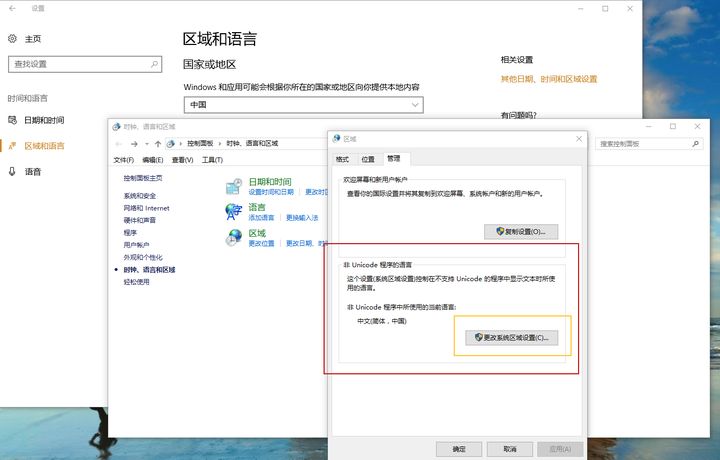 设置
主页
查找设置
时间和语言
日期和时间
区域和语言
语音
区域和语言
国家或地区
Windows 和应用可能会根据你所在的国家或地区向你提供本地内容
中国
相关设置
其他日期、时间和区域设置
有问题吗?
时钟、语言和区域
控制面板 › 时钟、语言和区域
搜索控制面板
文件(F) 编辑(E) 查看(V) 工具(T)
控制面板主页
系统和安全
网络和 Internet
硬件和声音
程序
用户帐户
外观和个性化
时钟、语言和区域
轻松使用
日期和时间
设置时间和日期 更改时区
语言
添加语言 更换输入法
区域
更改位置 更改日期、时
区域
格式 位置 管理
欢迎屏幕和新用户帐户
查看你的国际设置并将其复制到欢迎屏幕、系统帐户和新的用户帐户。
复制设置(O)...
非 Unicode 程序的语言
这个设置(系统区域设置)控制在不支持 Unicode 的程序中显示文本时所使
用的语言。
非 Unicode 程序中所使用的当前语言:
中文(简体，中国)
更改系统区域设置(C)...
确定 取消 应用(A)